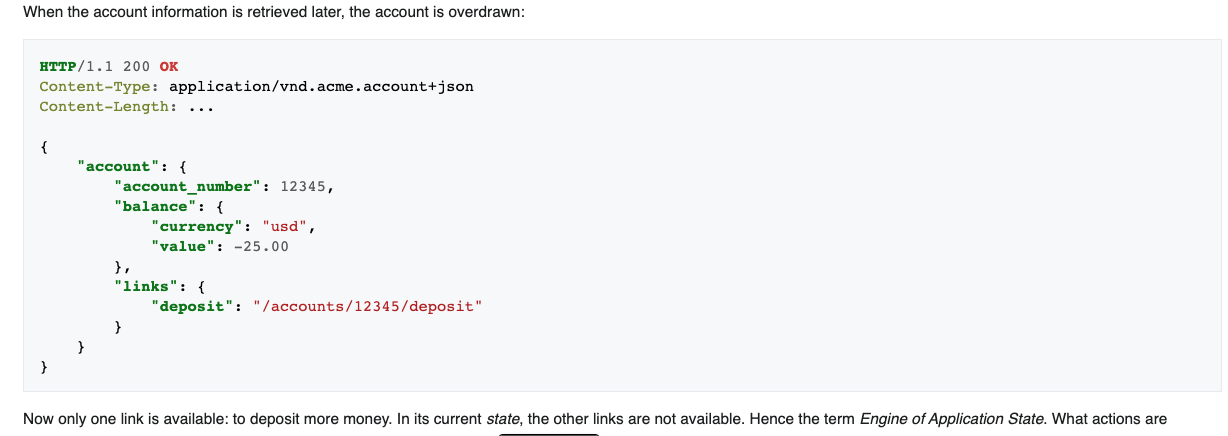 When the account information is retrieved later, the account is overdrawn:
HTTP/1.1 200 OK
Content-Type: application/vnd.acme.account+json
Content-Length: ...
{
    "account": {
        "account_number": 12345,
        "balance": {
            "currency": "usd",
            "value": -25.00
        },
        "links": {
            "deposit": "/accounts/12345/deposit"
        }
    }
}
Now only one link is available: to deposit more money. In its current state, the other links are not available. Hence the term Engine of Application State. What actions are